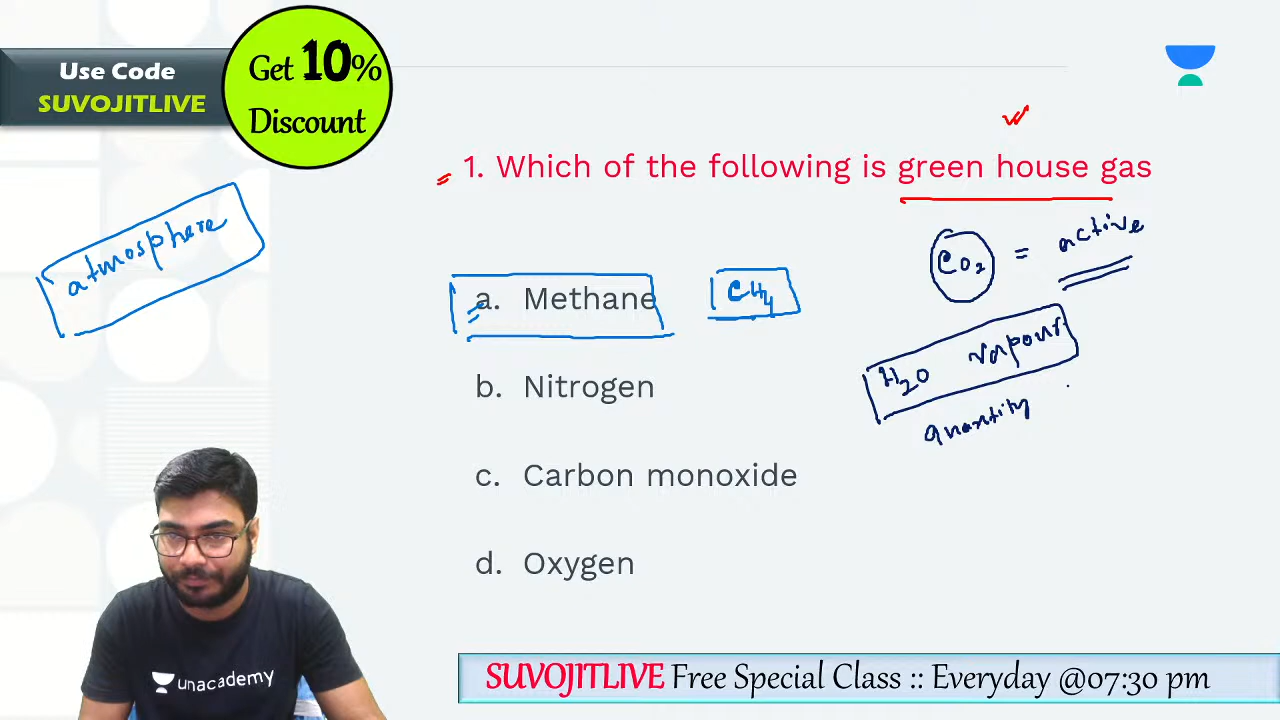 Use Code
SUVOJITLIVE
Get 10%
Discount
1. Which of the following is green house gas
atmosphere
CO2 = active
a. Methane
CH4
H2O vapour
quantity
b. Nitrogen
c. Carbon monoxide
d. Oxygen
unacademy
SUVOJITLIVE Free Special Class :: Everyday @07:30 pm